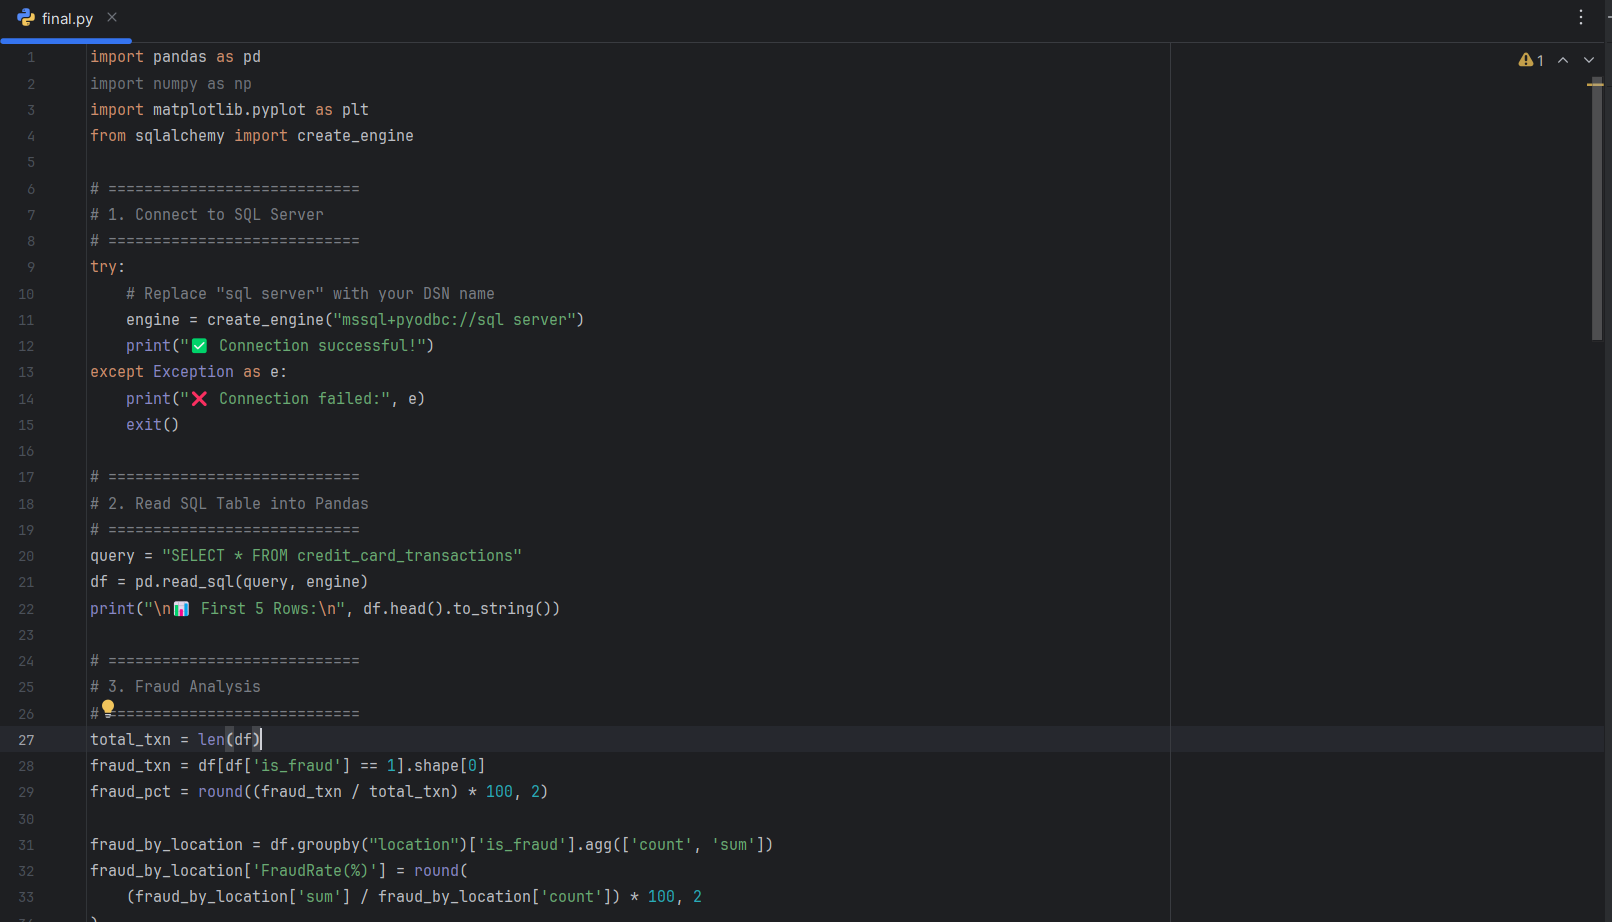 final.py
1
1 import pandas as pd
2 import numpy as np
3 import matplotlib.pyplot as plt
4 from sqlalchemy import create_engine
5
6 # ============================
7 # 1. Connect to SQL Server
8 # ============================
9 try:
10     # Replace "sql server" with your DSN name
11     engine = create_engine("mssql+pyodbc://sql server")
12     print("✅ Connection successful!")
13 except Exception as e:
14     print("❌ Connection failed:", e)
15     exit()
16
17 # ============================
18 # 2. Read SQL Table into Pandas
19 # ============================
20 query = "SELECT * FROM credit_card_transactions"
21 df = pd.read_sql(query, engine)
22 print("\n📊 First 5 Rows:\n", df.head().to_string())
23
24 # ============================
25 # 3. Fraud Analysis
26 # ============================
27 total_txn = len(df)
28 fraud_txn = df[df['is_fraud'] == 1].shape[0]
29 fraud_pct = round((fraud_txn / total_txn) * 100, 2)
30
31 fraud_by_location = df.groupby("location")['is_fraud'].agg(['count', 'sum'])
32 fraud_by_location['FraudRate(%)'] = round(
33     (fraud_by_location['sum'] / fraud_by_location['count']) * 100, 2